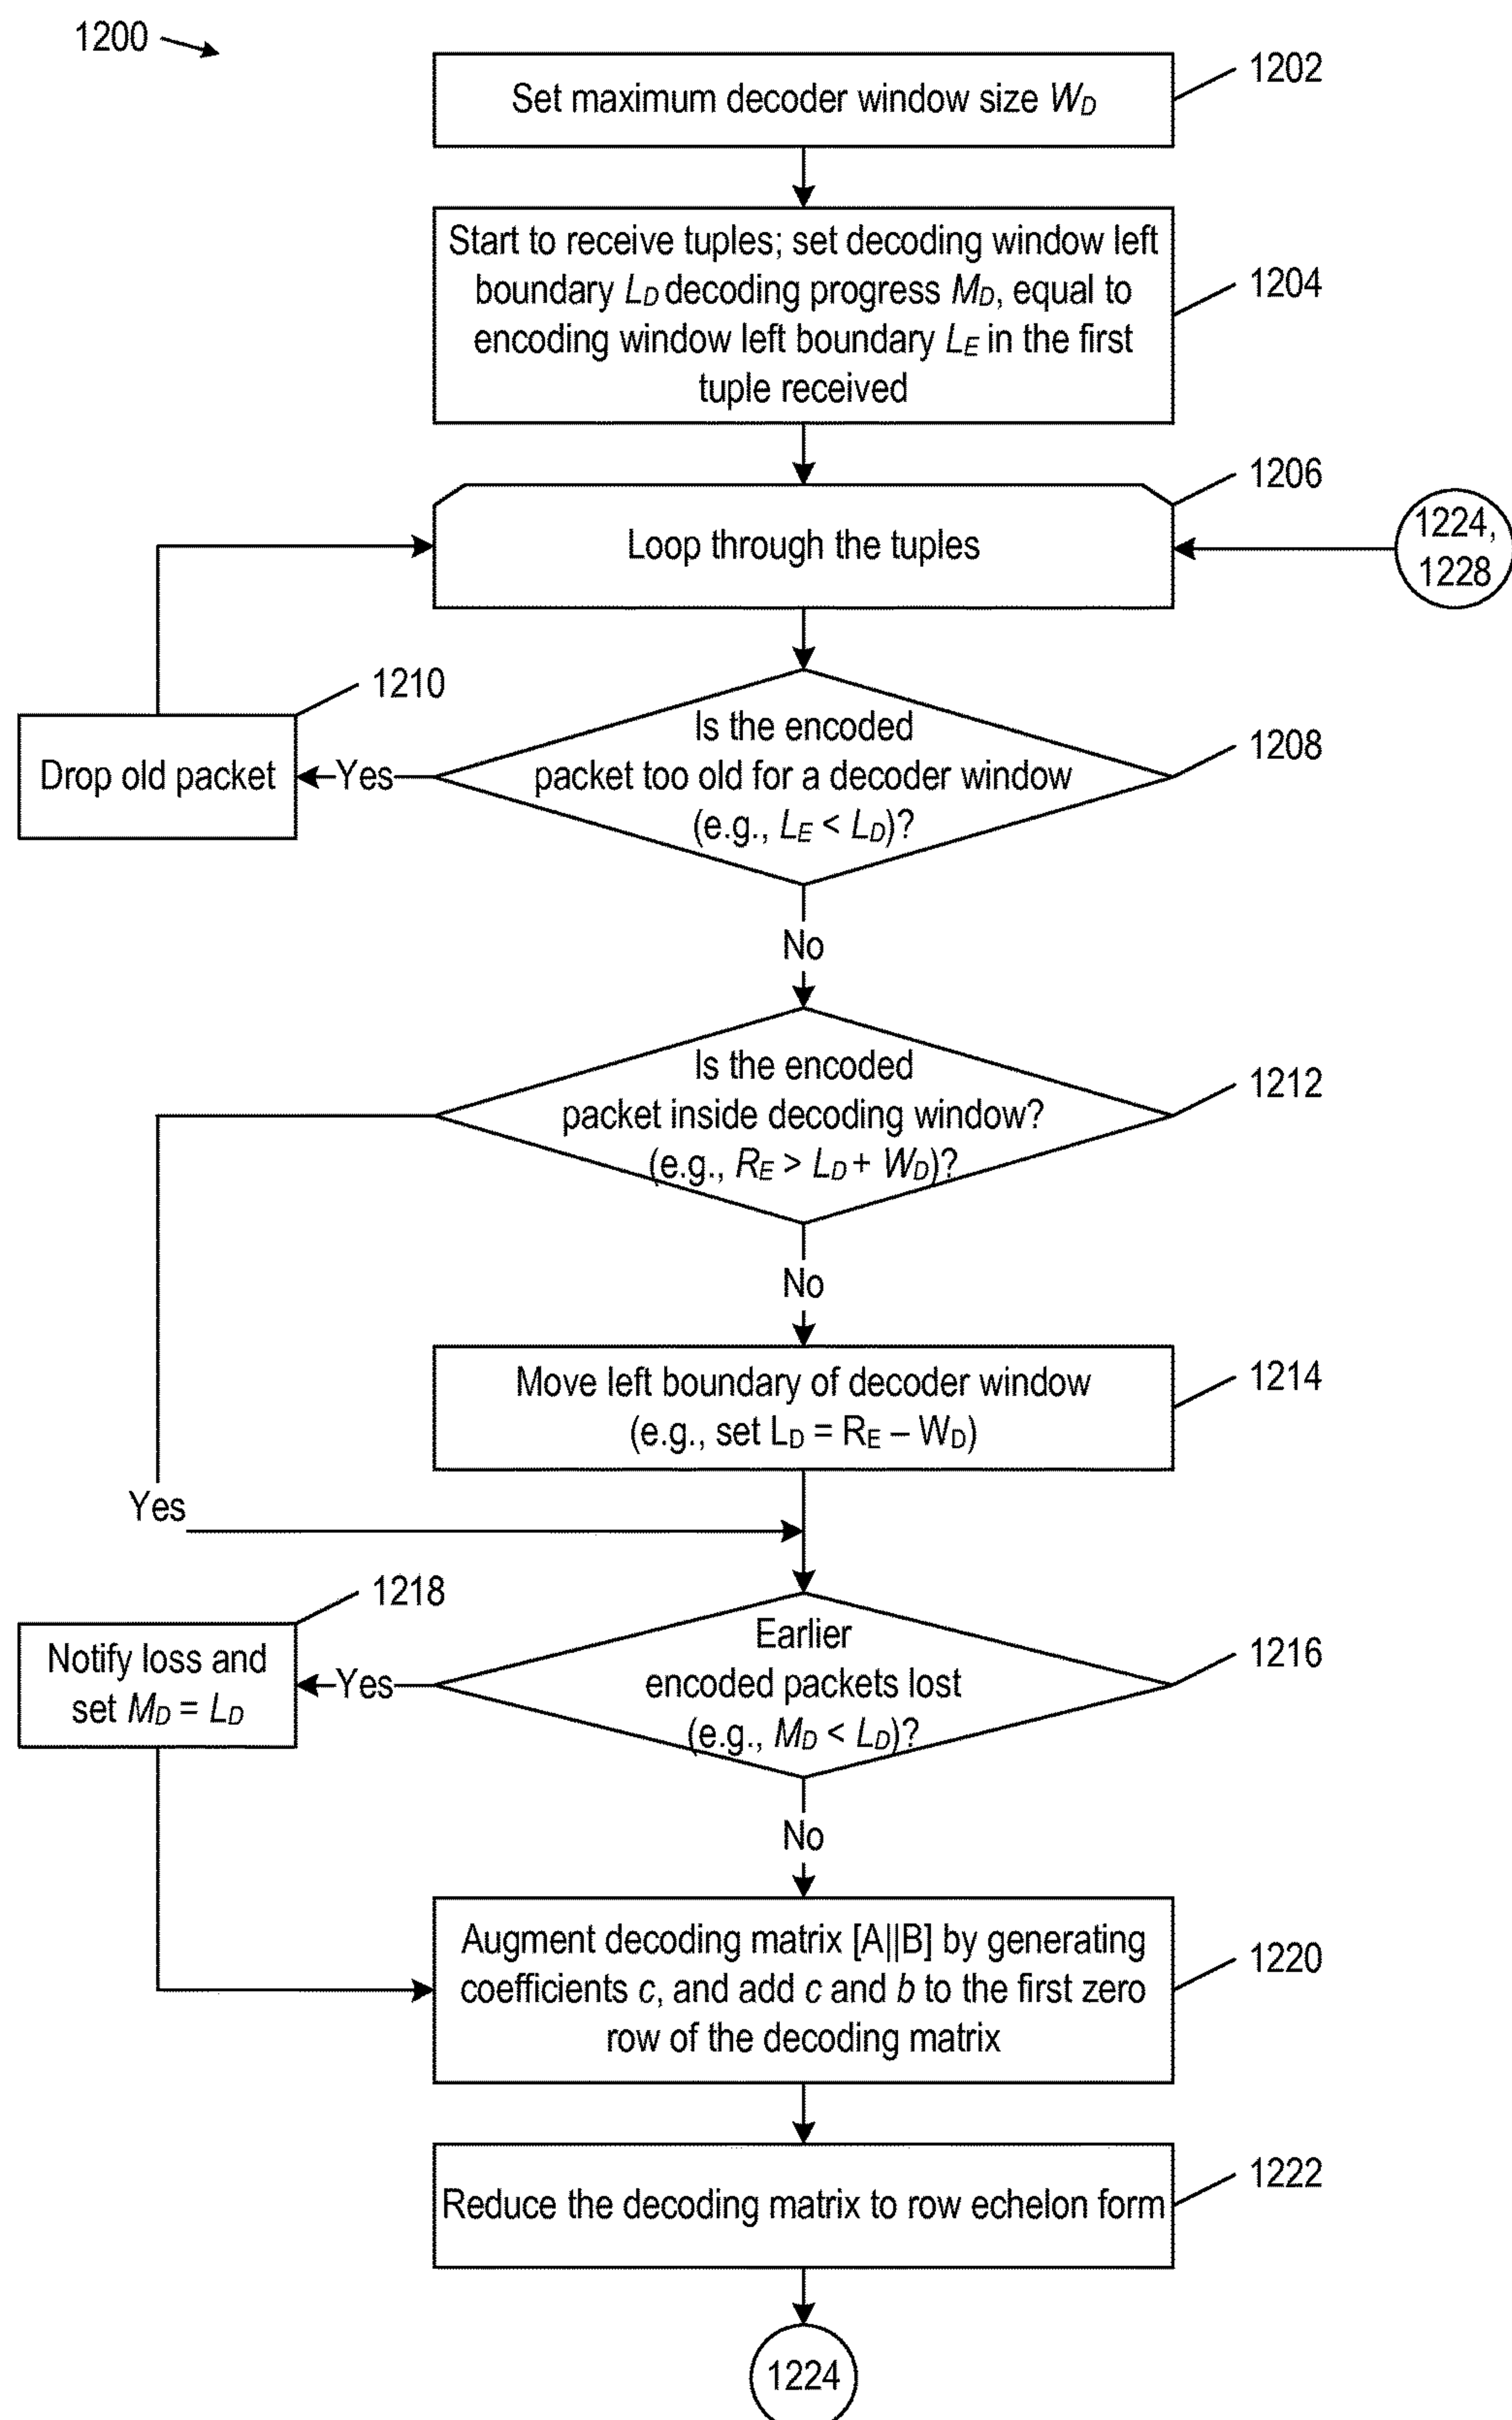 1200
Set maximum decoder window size WD
1202
Start to receive tuples; set decoding window left
boundary LD decoding progress MD, equal to
encoding window left boundary LE in the first
tuple received
1204
1206
Loop through the tuples
1224,
1228
1210
Drop old packet
Yes
Is the encoded
packet too old for a decoder window
(e.g., LE < LD)?
1208
No
Is the encoded
packet inside decoding window?
(e.g., RE > LD + WD)?
1212
No
Move left boundary of decoder window
(e.g., set LD = RE – WD)
1214
Yes
1218
Notify loss and
set MD = LD
Yes
Earlier
encoded packets lost
(e.g., MD < LD)?
1216
No
Augment decoding matrix [A||B] by generating
coefficients c, and add c and b to the first zero
row of the decoding matrix
1220
Reduce the decoding matrix to row echelon form
1222
1224